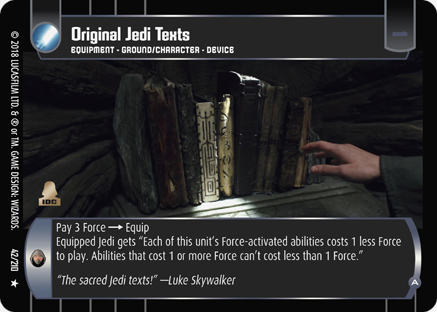 Original Jedi Texts
EQUIPMENT - GROUND/CHARACTER - DEVICE
© 2018 LUCASFILM LTD. & ® OR TM. GAME DESIGN: WIZARDS.
42/210
IDC
Pay 3 Force → Equip
Equipped Jedi gets “Each of this unit's Force-activated abilities costs 1 less Force
to play. Abilities that cost 1 or more Force can't cost less than 1 Force.”
“The sacred Jedi texts!” —Luke Skywalker
A